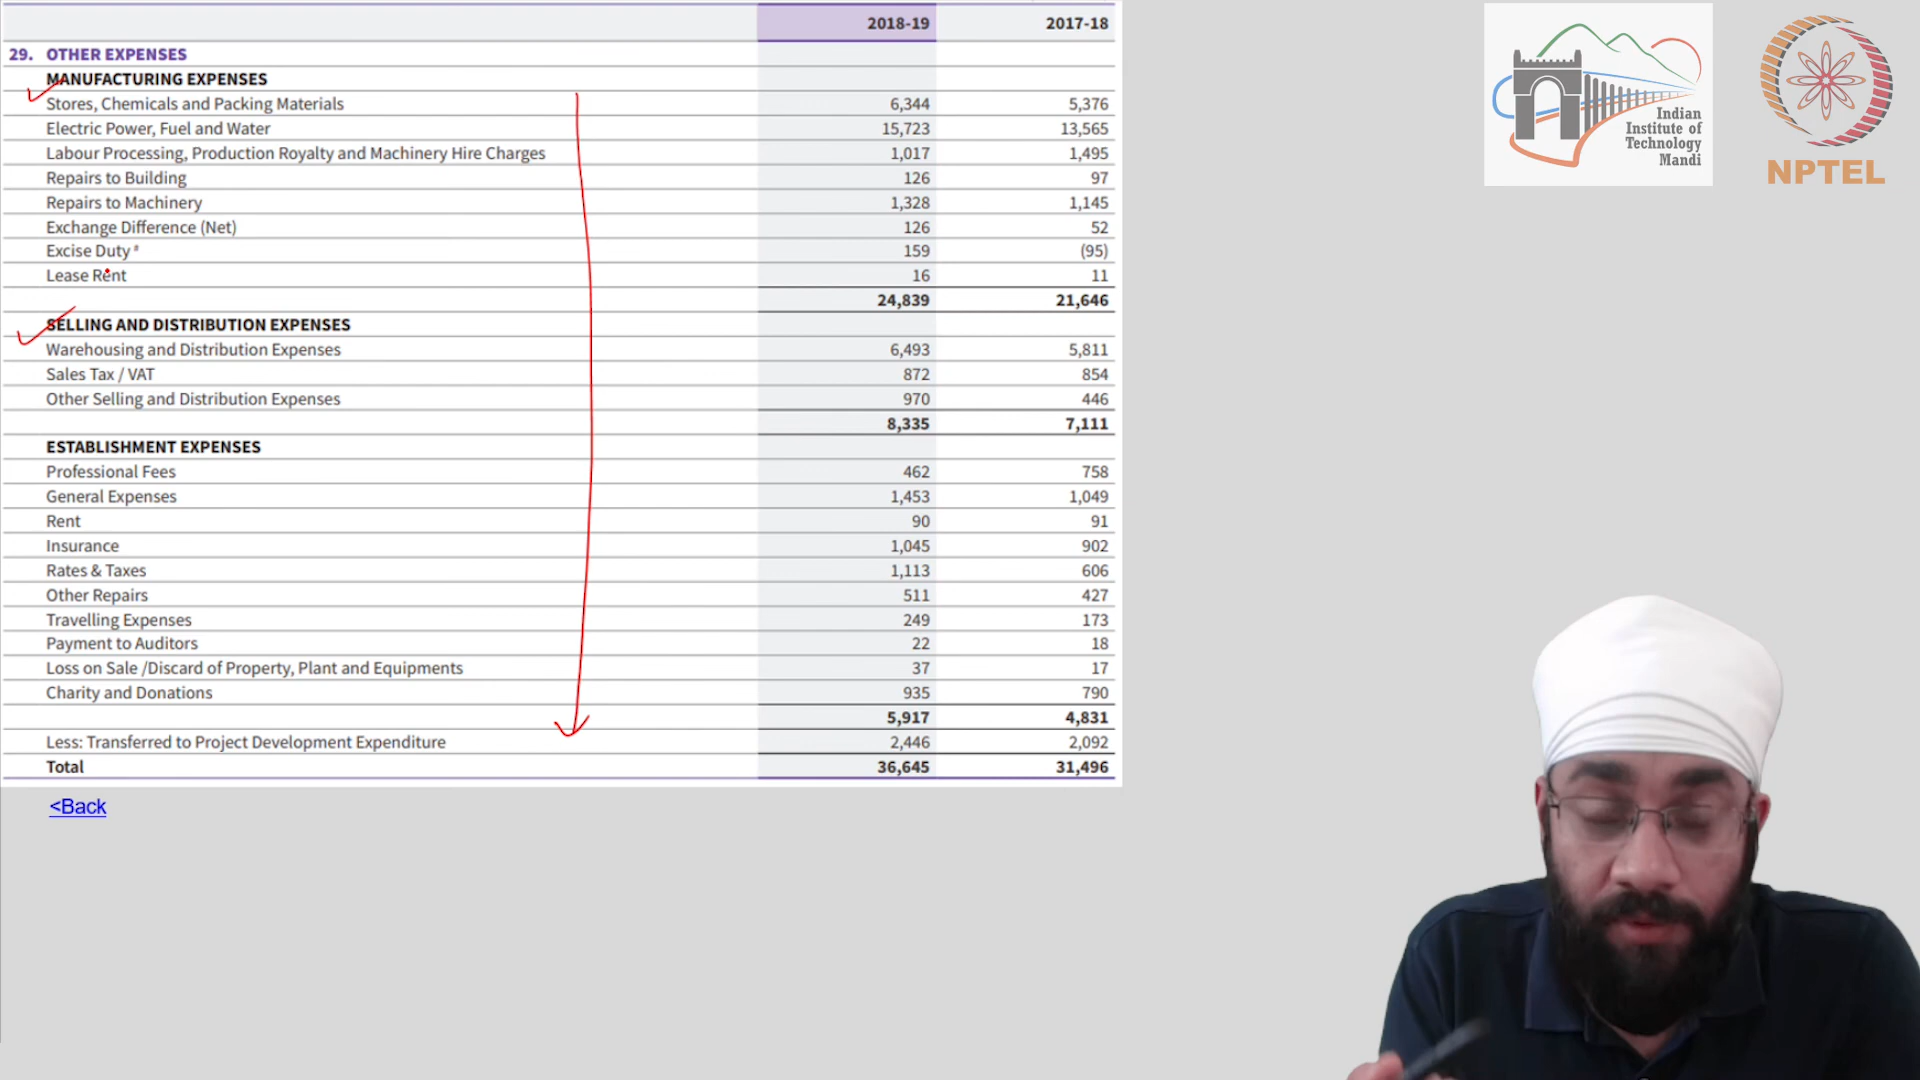 2018-19 2017-18
29. OTHER EXPENSES
MANUFACTURING EXPENSES
Stores, Chemicals and Packing Materials 6,344 5,376
Electric Power, Fuel and Water 15,723 13,565
Labour Processing, Production Royalty and Machinery Hire Charges 1,017 1,495
Repairs to Building 126 97
Repairs to Machinery 1,328 1,145
Exchange Difference (Net) 126 52
Excise Duty # 159 (95)
Lease Rent 16 11
24,839 21,646
SELLING AND DISTRIBUTION EXPENSES
Warehousing and Distribution Expenses 6,493 5,811
Sales Tax / VAT 872 854
Other Selling and Distribution Expenses 970 446
8,335 7,111
ESTABLISHMENT EXPENSES
Professional Fees 462 758
General Expenses 1,453 1,049
Rent 90 91
Insurance 1,045 902
Rates & Taxes 1,113 606
Other Repairs 511 427
Travelling Expenses 249 173
Payment to Auditors 22 18
Loss on Sale /Discard of Property, Plant and Equipments 37 17
Charity and Donations 935 790
5,917 4,831
Less: Transferred to Project Development Expenditure 2,446 2,092
Total 36,645 31,496
<Back
Indian
Institute of
Technology
Mandi
NPTEL